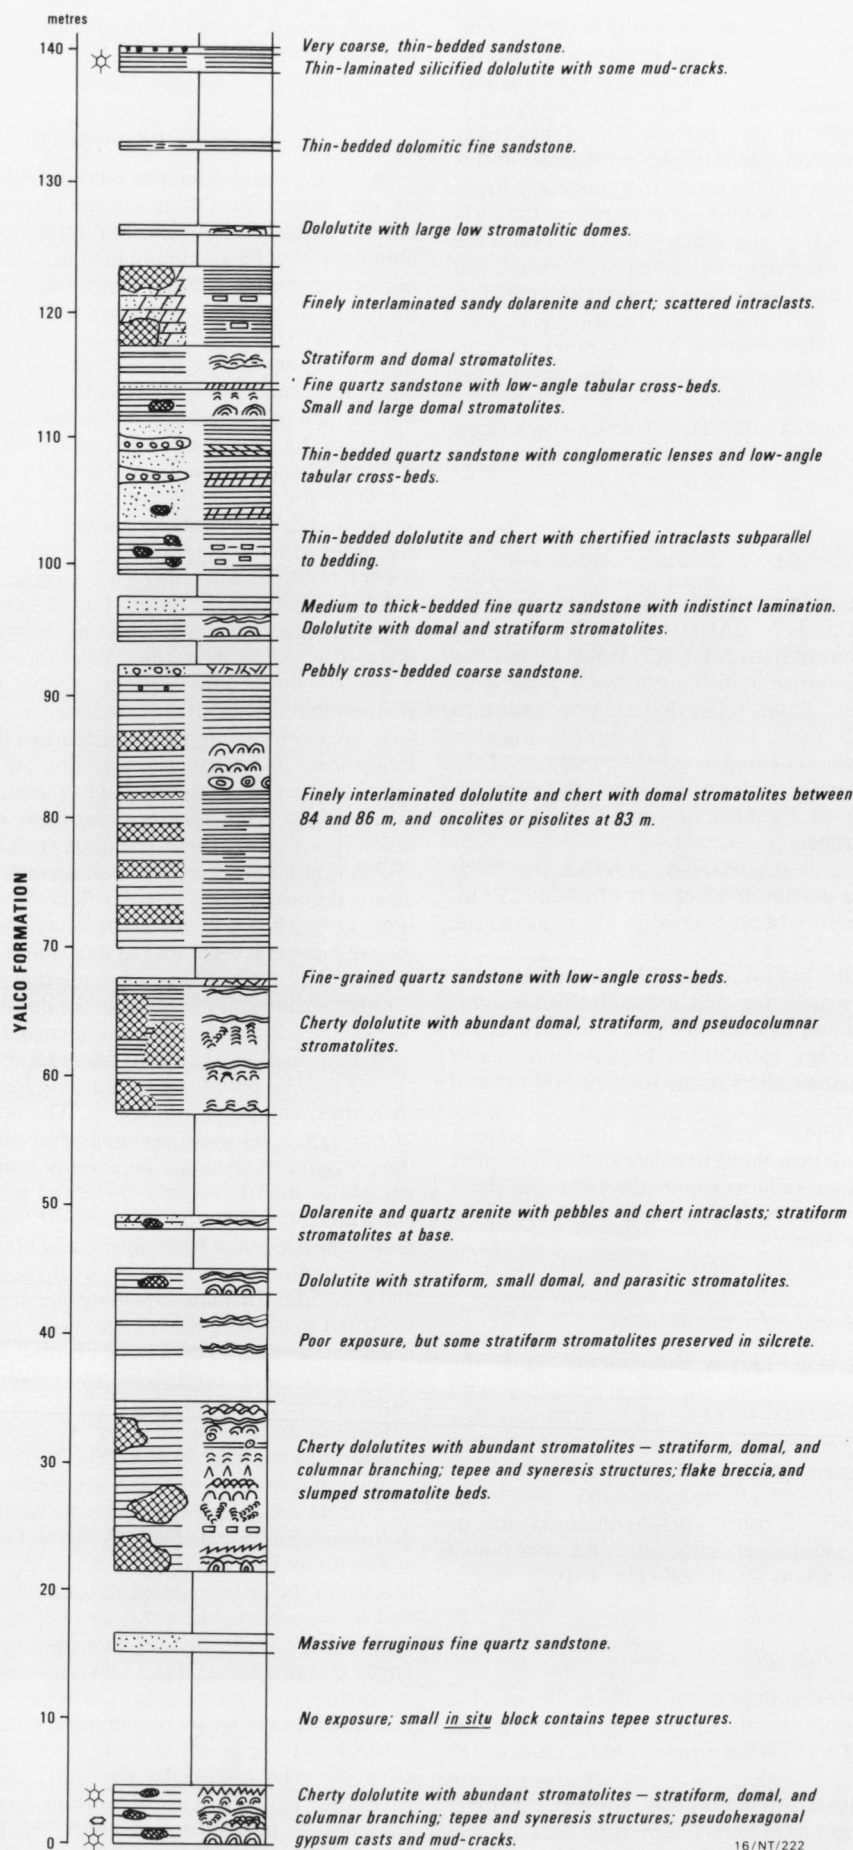 metres
140
Very coarse, thin-bedded sandstone.
Thin-laminated silicified dololutite with some mud-cracks.
Thin-bedded dolomitic fine sandstone.
130
Dololutite with large low stromatolitic domes.
120
Finely interlaminated sandy dolarenite and chert; scattered intraclasts.
Stratiform and domal stromatolites.
Fine quartz sandstone with low-angle tabular cross-beds.
Small and large domal stromatolites.
110
Thin-bedded quartz sandstone with conglomeratic lenses and low-angle
tabular cross-beds.
Thin-bedded dololutite and chert with chertified intraclasts subparallel
to bedding.
100
Medium to thick-bedded fine quartz sandstone with indistinct lamination.
Dololutite with domal and stratiform stromatolites.
Pebbly cross-bedded coarse sandstone.
90
Finely interlaminated dololutite and chert with domal stromatolites between
84 and 86 m, and oncolites or pisolites at 83 m.
80
YALCO FORMATION
70
Fine-grained quartz sandstone with low-angle cross-beds.
Cherty dololutite with abundant domal, stratiform, and pseudocolumnar
stromatolites.
60
50
Dolarenite and quartz arenite with pebbles and chert intraclasts; stratiform
stromatolites at base.
Dololutite with stratiform, small domal, and parasitic stromatolites.
40
Poor exposure, but some stratiform stromatolites preserved in silcrete.
Cherty dololutites with abundant stromatolites — stratiform, domal, and
30
columnar branching; tepee and syneresis structures; flake breccia, and
slumped stromatolite beds.
20
Massive ferruginous fine quartz sandstone.
10
No exposure; small in situ block contains tepee structures.
Cherty dololutite with abundant stromatolites — stratiform, domal, and
columnar branching; tepee and syneresis structures; pseudohexagonal
gypsum casts and mud-cracks.
0
16/NT/222